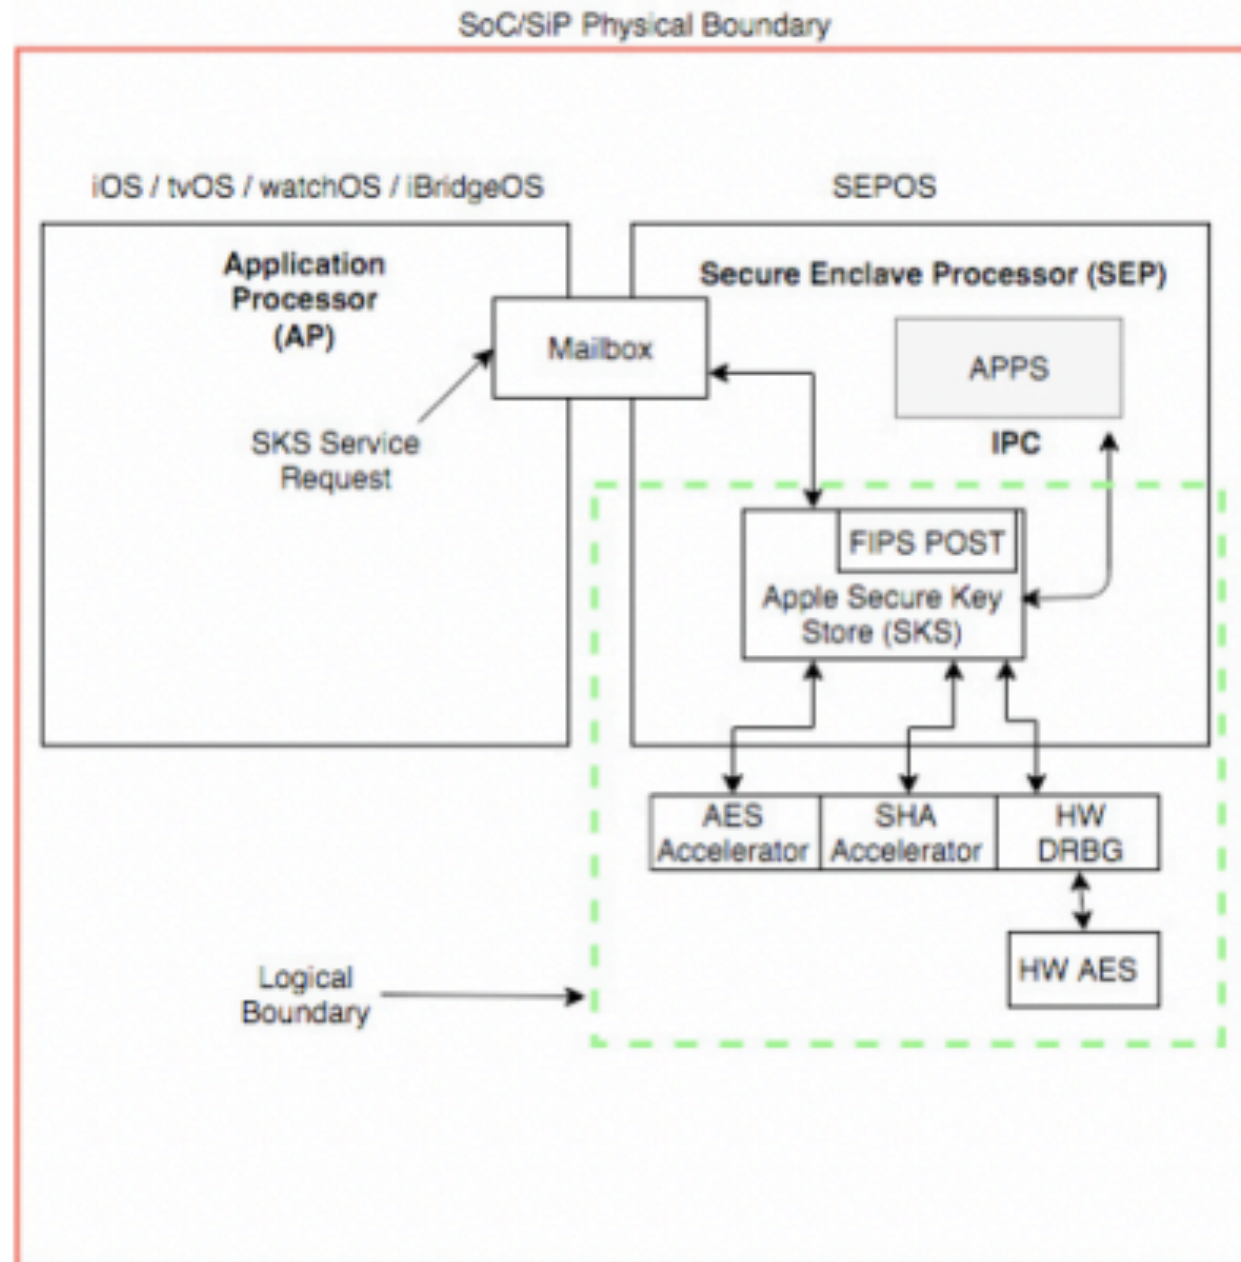 SoC/SiP Physical Boundary
iOS / tvOS / watchOS / iBridgeOS
SEPOS
Application
Processor
(AP)
Secure Enclave Processor (SEP)
Mailbox
APPS
SKS Service
Request
IPC
FIPS POST
Apple Secure Key
Store (SKS)
AES
Accelerator
SHA
Accelerator
HW
DRBG
HW AES
Logical
Boundary